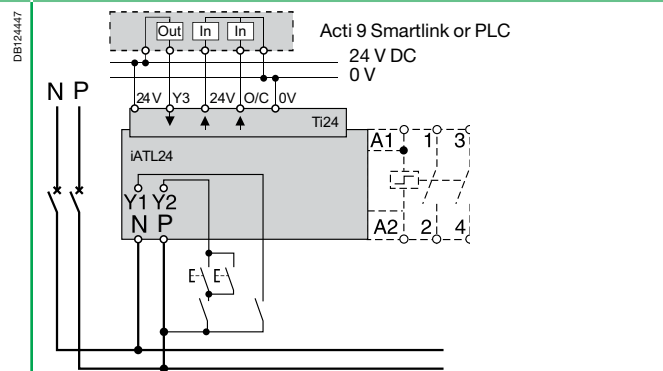 DB124447
Out In In
Acti 9 Smartlink or PLC
24 V DC
0 V
N P
24 V Y3 24V O/C 0V
Ti24
iATL24
A1 1 3
Y1 Y2
N P
A2 2 4
E E